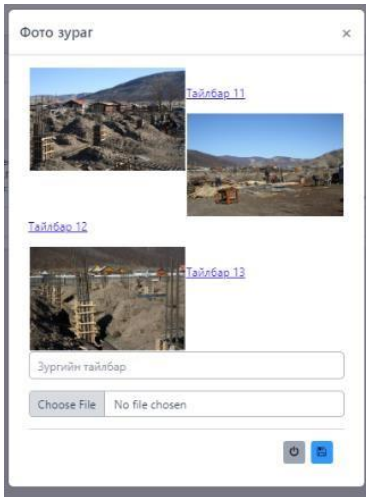 Фото зураг ×
Тайлбар 11
Тайлбар 12
Тайлбар 13
Зургийн тайлбар
Choose File No file chosen